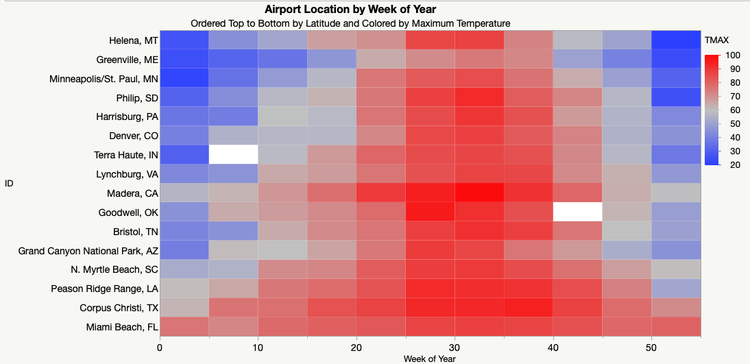 Airport Location by Week of Year
Ordered Top to Bottom by Latitude and Colored by Maximum Temperature
Helena, MT
Greenville, ME
Minneapolis/St. Paul, MN
Philip, SD
Harrisburg, PA
Denver, CO
Terra Haute, IN
Lynchburg, VA
Madera, CA
Goodwell, OK
Bristol, TN
Grand Canyon National Park, AZ
N. Myrtle Beach, SC
Peason Ridge Range, LA
Corpus Christi, TX
Miami Beach, FL
ID
0 10 20 30 40 50
Week of Year
TMAX
100
90
80
70
60
50
40
30
20